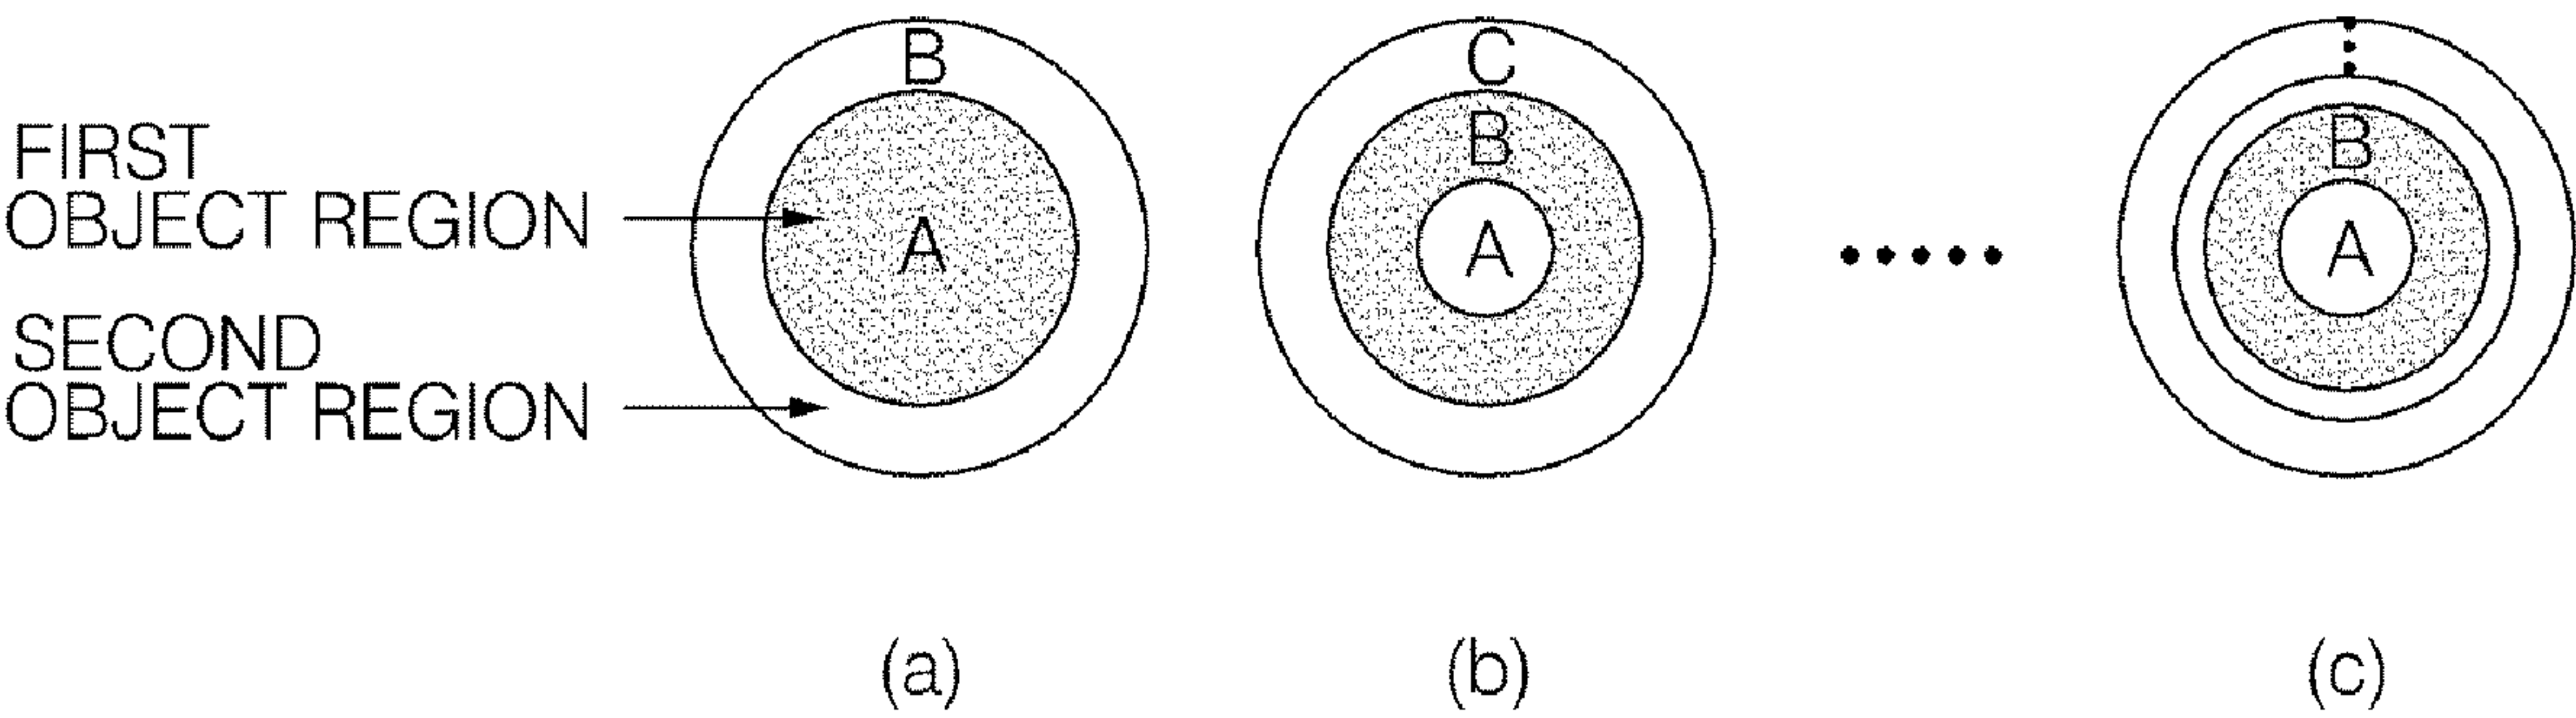 FIRST
OBJECT REGION
SECOND
OBJECT REGION
B
A
C
B
A
B
A
(a)
(b)
(c)